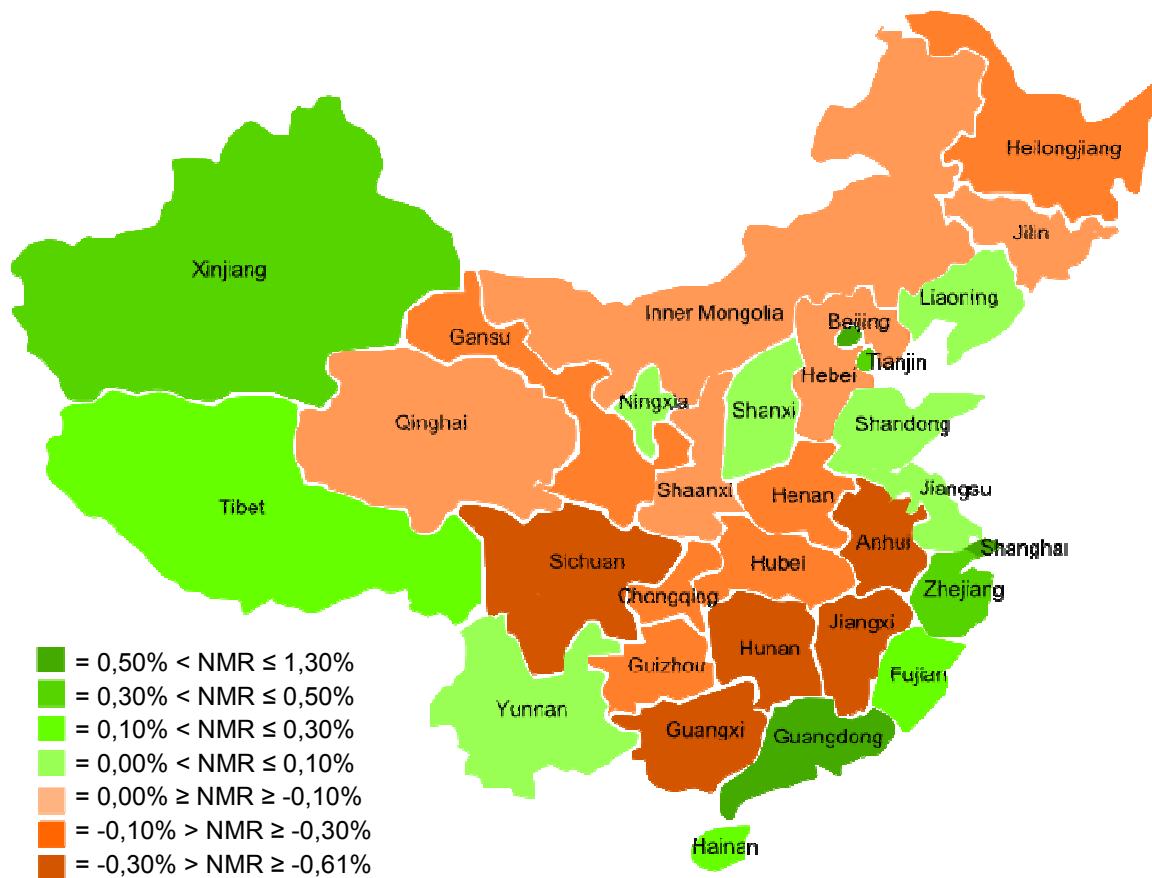 Heilongjiang
Jilin
Xinjiang
Liaoning
Inner Mongolia
Beijing
Gansu
Tianjin
Hebei
Ningxia
Shanxi
Qinghai
Shandong
Shaanxi
Henan
Jiangsu
Tibet
Anhui
Shanghai
Sichuan
Hubei
Zhejiang
Chongqing
Jiangxi
Hunan
Guizhou
Fujian
Yunnan
Guangxi
Guangdong
Hainan
= 0,50% < NMR ≤ 1,30%
= 0,30% < NMR ≤ 0,50%
= 0,10% < NMR ≤ 0,30%
= 0,00% < NMR ≤ 0,10%
= 0,00% ≥ NMR ≥ -0,10%
= -0,10% > NMR ≥ -0,30%
= -0,30% > NMR ≥ -0,61%